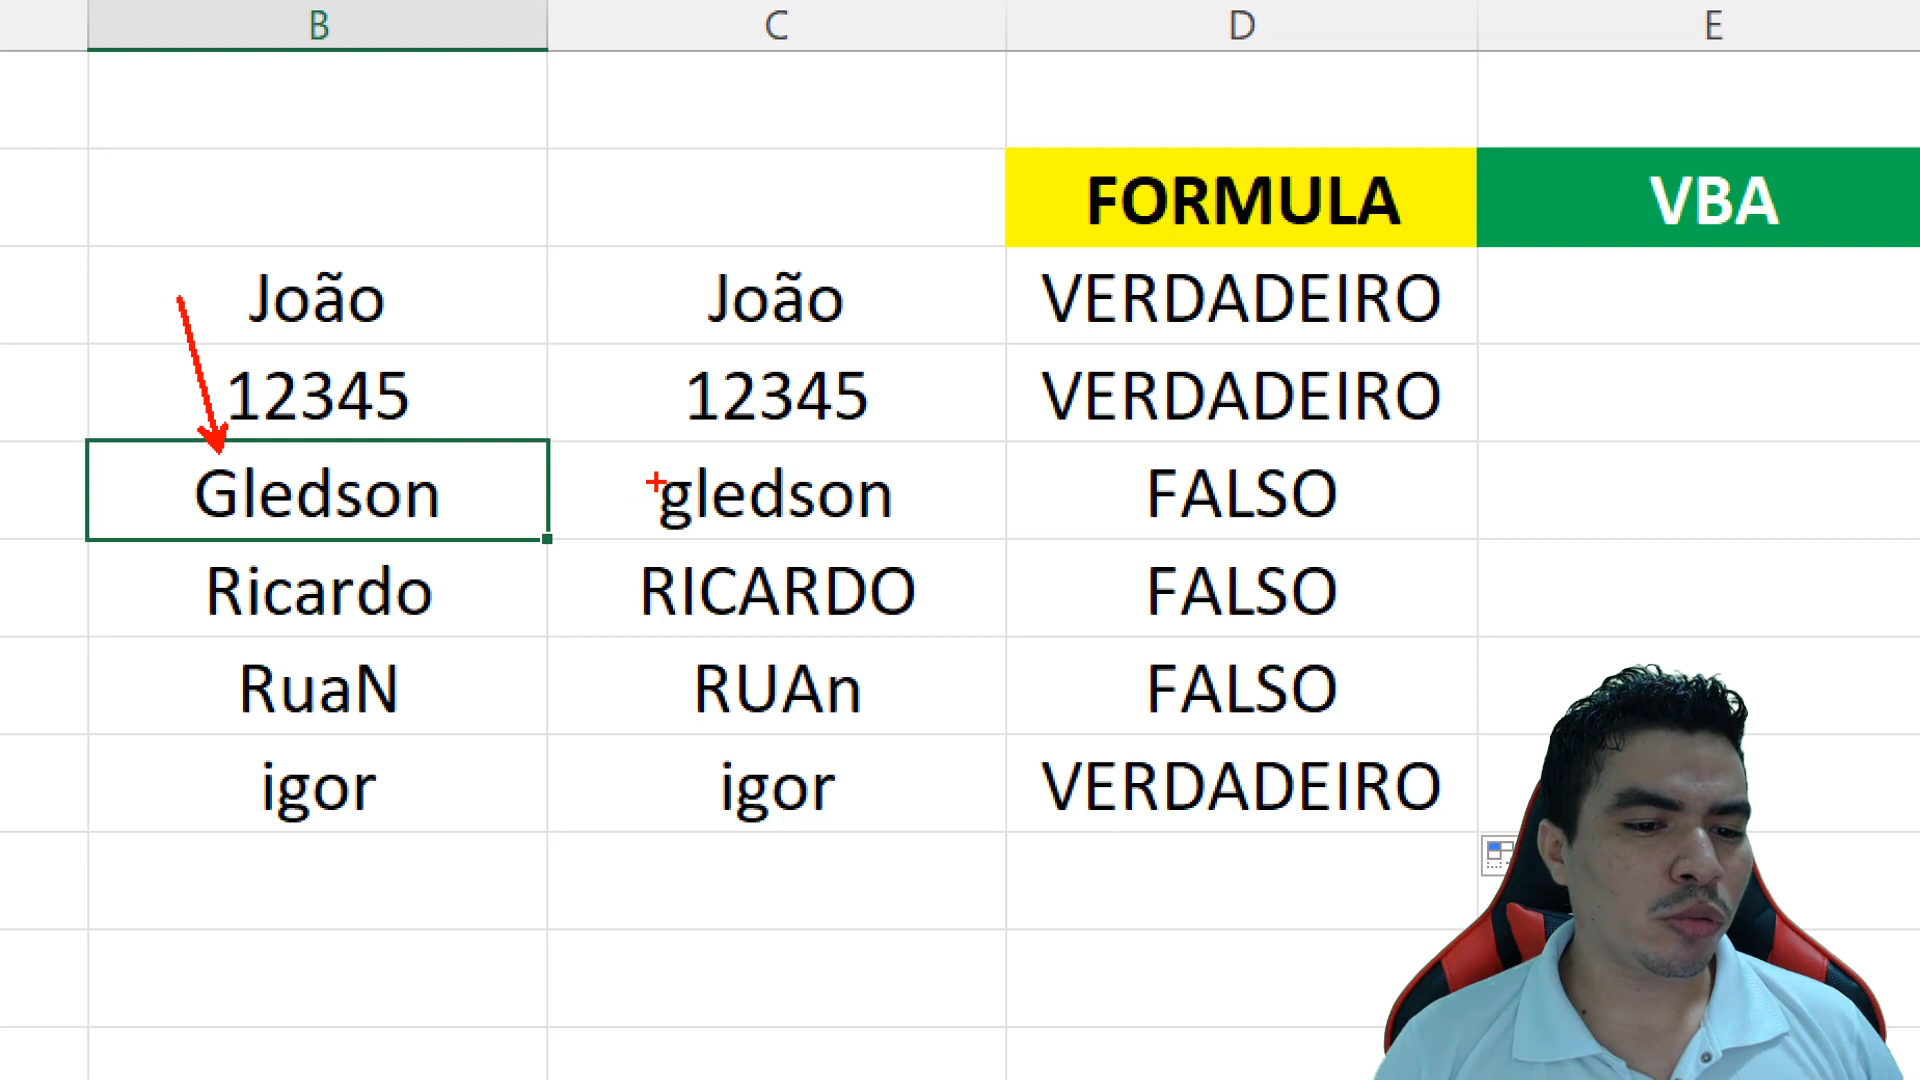 B C D E
FORMULA VBA
João João VERDADEIRO
12345 12345 VERDADEIRO
Gledson gledson FALSO
Ricardo RICARDO FALSO
RuaN RUAn FALSO
igor igor VERDADEIRO